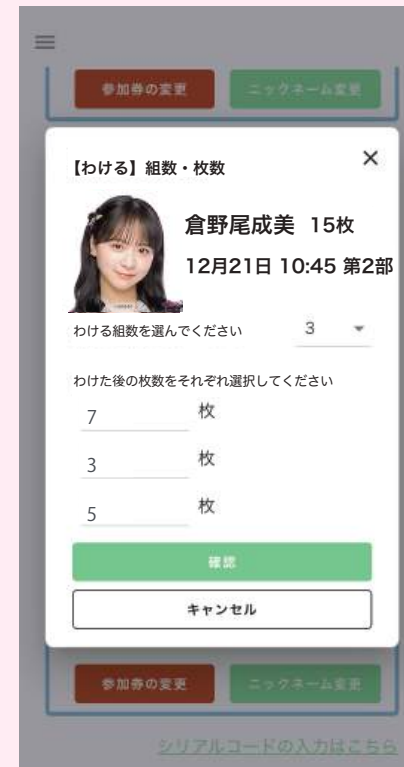 参加券の変更 ニックネーム変更
【わける】組数・枚数 ×
倉野尾成美 15枚
12月21日 10:45 第2部
わける組数を選んでください 3
わけた後の枚数をそれぞれ選択してください
7 枚
3 枚
5 枚
確認
キャンセル
参加券の変更 ニックネーム変更
シリアルコードの入力はこちら